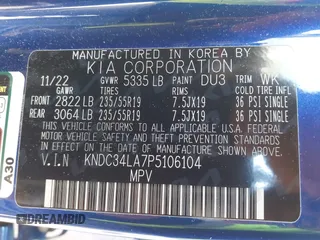 MANUFACTURED IN KOREA BY
KIA CORPORATION
11/22 GVWR 5335 LB PAINT DU3 TRIM WK
GAWR TIRES RIMS COLD TIRE INFL
FRONT 2822 LB 235/55R19 7.5JX19 36 PSI SINGLE
REAR 3064 LB 235/55R19 7.5JX19 36 PSI SINGLE
THIS VEHICLE CONFORMS TO ALL APPLICABLE FEDERAL
MOTOR VEHICLE SAFETY AND THEFT PREVENTION
STANDARDS IN EFFECT ON THE DATE OF
MANUFACTURE SHOWN ABOVE.
V.I.N KNDC34LA7P5106104
MPV
A30
DREAMBID